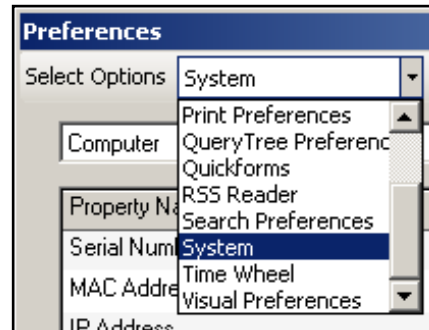 Preferences
Select Options System
Print Preferences
QueryTree Preferenc
Quickforms
RSS Reader
Search Preferences
System
Time Wheel
Visual Preferences
Computer
Property Na
Serial Num
MAC Addre
IP Address